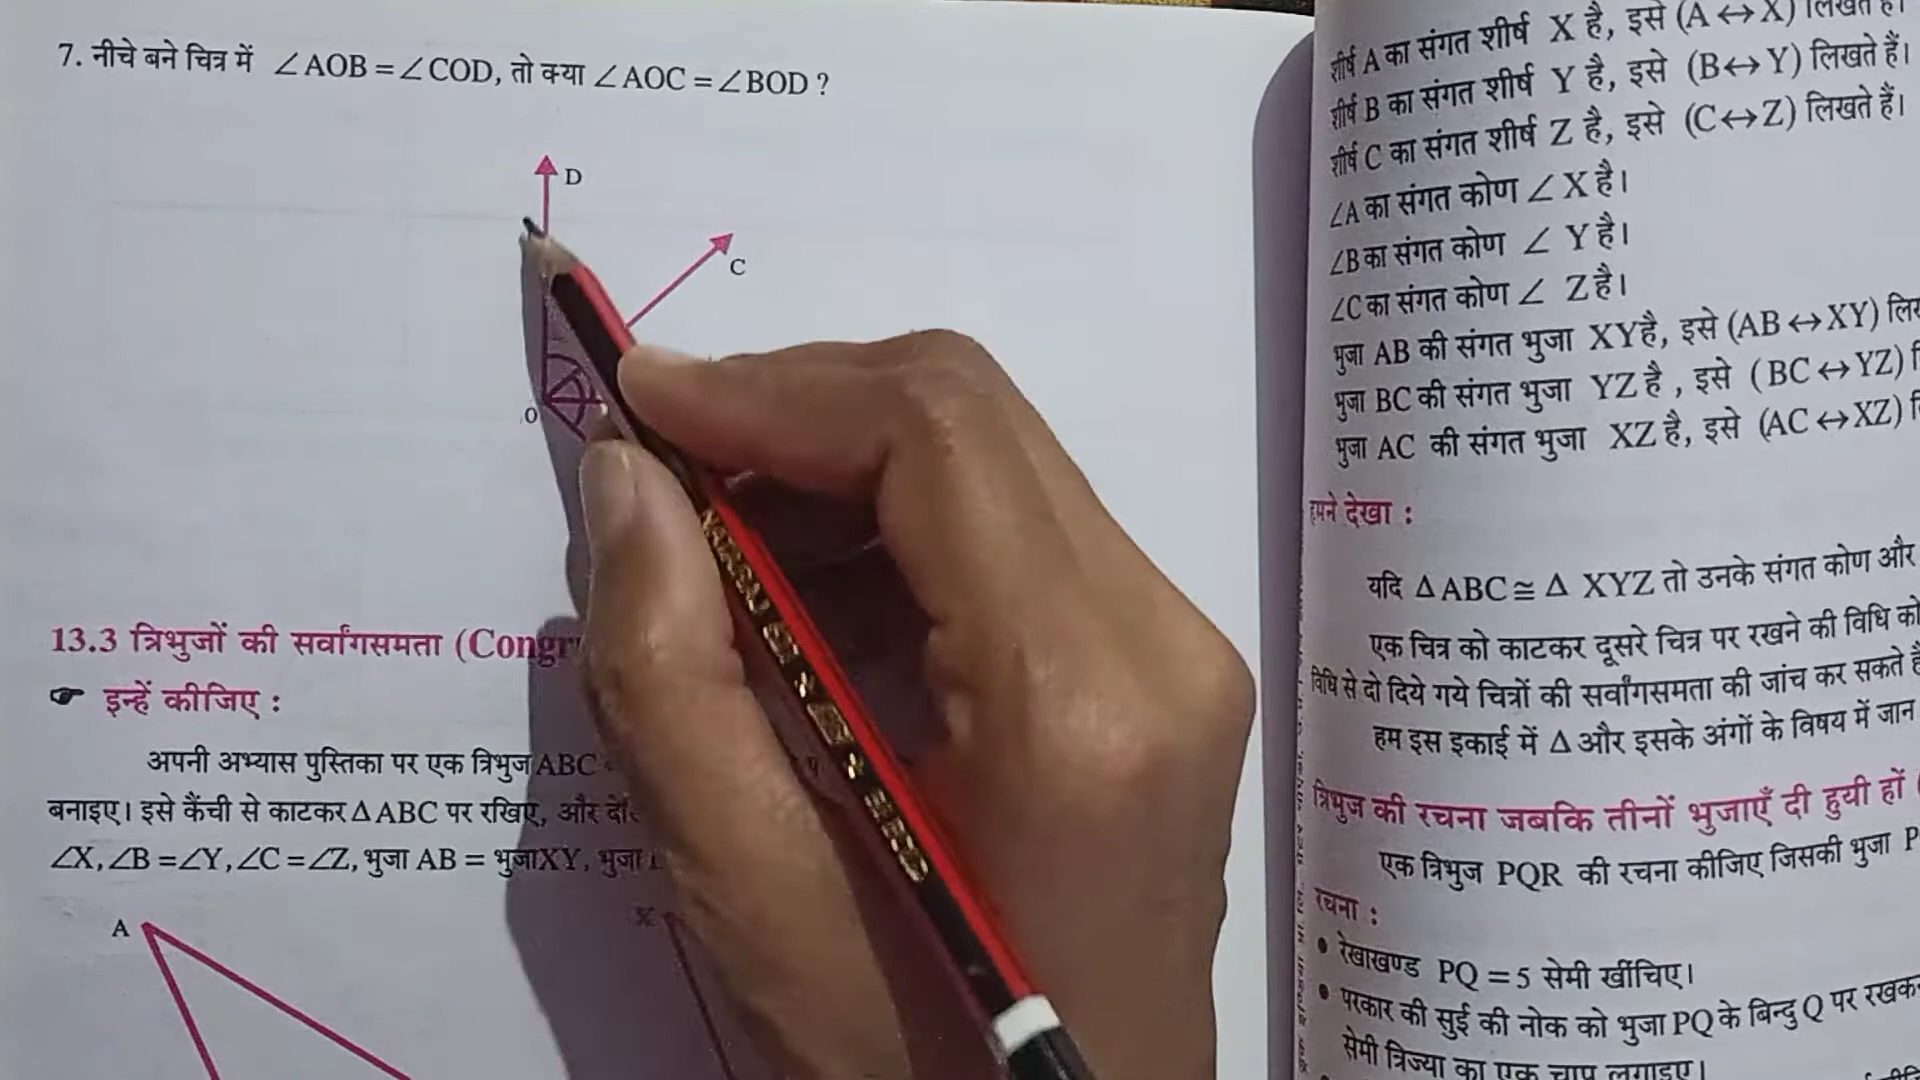 7. नीचे बने चित्र में ∠AOB = ∠COD, तो क्या ∠AOC = ∠BOD ?
D
C
O
13.3 त्रिभुजों की सर्वांगसमता
इन्हें कीजिए :
अपनी अभ्यास पुस्तिका पर एक त्रिभुज ABC
बनाइए। इसे कैंची से काटकर Δ ABC पर रखिए, और
∠X, ∠B = ∠Y, ∠C = ∠Z, भुजा AB = भुजा XY, भुजा
A
X
शीर्ष A का संगत शीर्ष X है, इसे (A ↔ X) लिखते हैं।
शीर्ष B का संगत शीर्ष Y है, इसे (B ↔ Y) लिखते हैं।
शीर्ष C का संगत शीर्ष Z है, इसे (C ↔ Z) लिखते हैं।
∠A का संगत कोण ∠ X है।
∠B का संगत कोण ∠ Y है।
∠C का संगत कोण ∠ Z है।
भुजा AB की संगत भुजा XY है, इसे (AB ↔ XY)
भुजा BC की संगत भुजा YZ है , इसे ( BC ↔ YZ)
भुजा AC की संगत भुजा XZ है, इसे (AC ↔ XZ)
हमने देखा :
यदि Δ ABC ≅ Δ XYZ तो उनके संगत कोण और
एक चित्र को काटकर दूसरे चित्र पर रखने की विधि को
विधि से दो दिये गये चित्रों की सर्वांगसमता की जांच कर सकते
हम इस इकाई में Δ और इसके अंगों के विषय में जान
त्रिभुज की रचना जबकि तीनों भुजाएँ दी हुयी हों
एक त्रिभुज PQR की रचना कीजिए जिसकी भुजा P
रचना :
• रेखाखण्ड PQ = 5 सेमी खींचिए।
• परकार की सुई की नोक को भुजा PQ के बिन्दु Q पर रखकर
सेमी त्रिज्या का एक चाप लगाइए।